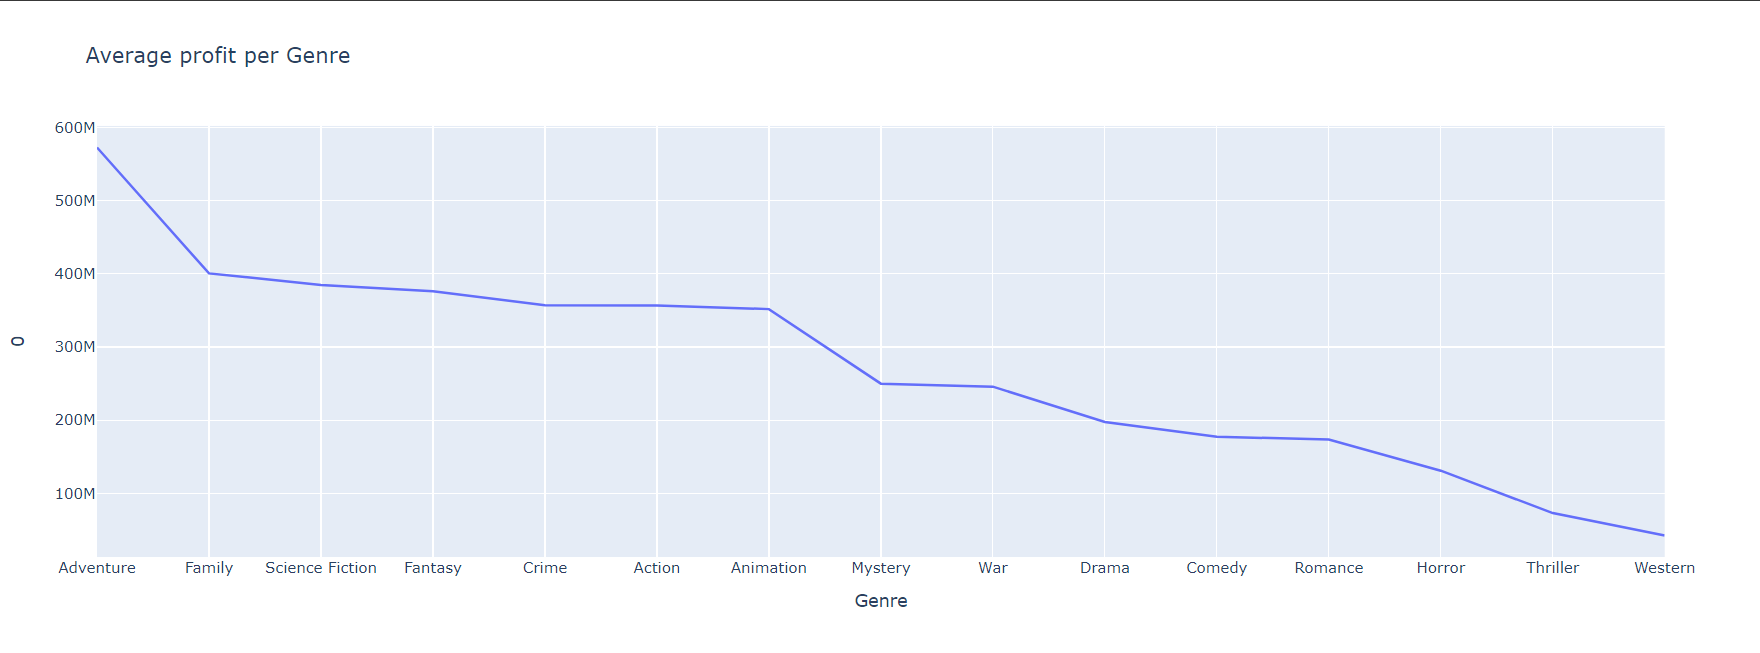 Average profit per Genre
600M
500M
400M
300M
200M
100M
0
Adventure Family Science Fiction Fantasy Crime Action Animation Mystery War Drama Comedy Romance Horror Thriller Western
Genre